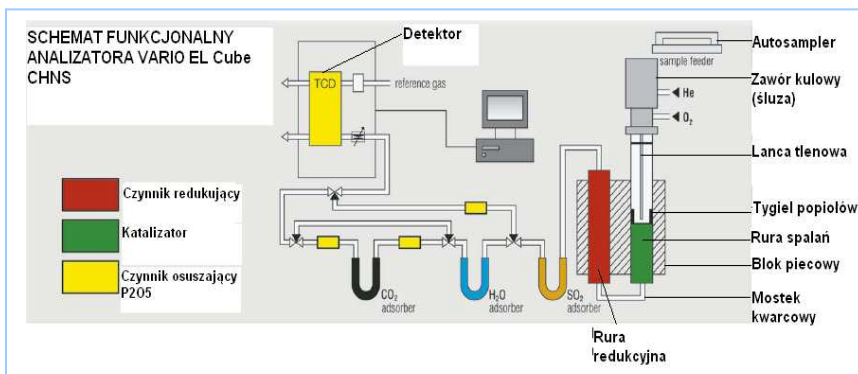 SCHEMAT FUNKCJONALNY
ANALIZATORA VARIO EL Cube
CHNS
Detektor
TCD
reference gas
Autosampler
sample feeder
Zawór kulowy
(śluza)
He
O₂
Lanca tlenowa
Tygiel popiołów
Rura spalań
Blok piecowy
Mostek
kwarcowy
Rura
redukcyjna
Czynnik redukujący
Katalizator
Czynnik osuszający
P2O5
CO₂
adsorber
H₂O
adsorber
SO₂
adsorber